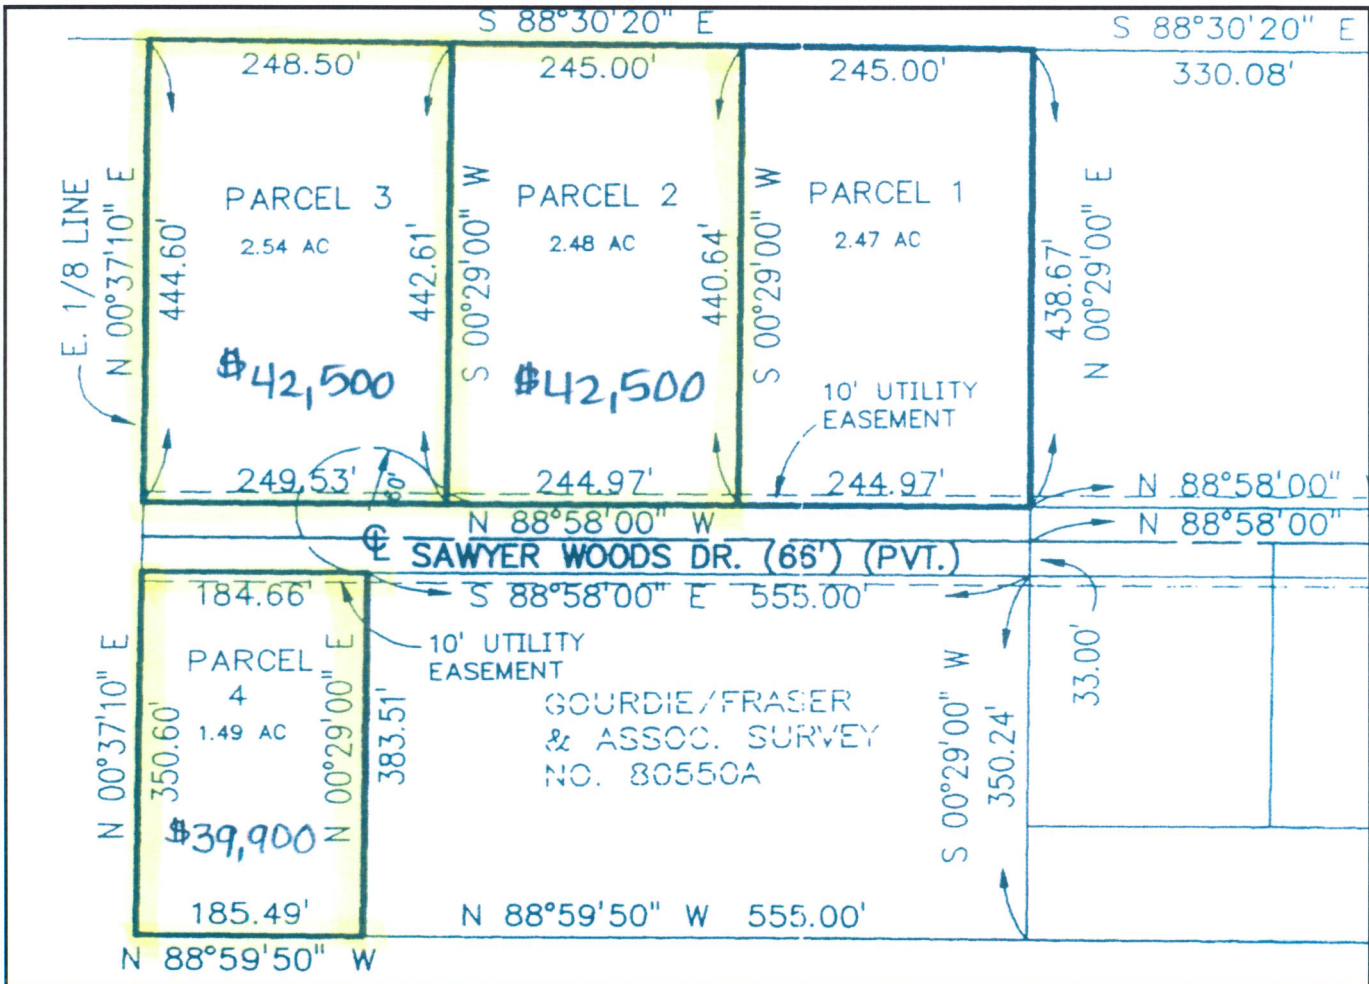 S 88°30'20" E
S 88°30'20" E
248.50'
245.00'
245.00'
330.08'
E. 1/8 LINE
N 00°37'10" E
444.60'
PARCEL 3
2.54 AC
442.61'
S 00°29'00" W
PARCEL 2
2.48 AC
440.64'
S 00°29'00" W
PARCEL 1
2.47 AC
438.67'
N 00°29'00" E
$42,500
$42,500
10' UTILITY
EASEMENT
249.53'
60'
244.97'
244.97'
N 88°58'00"
N 88°58'00" W
N 88°58'00"
℄ SAWYER WOODS DR. (66') (PVT.)
184.66'
S 88°58'00" E 555.00'
33.00'
10' UTILITY
EASEMENT
N 00°37'10" E
350.60'
PARCEL
4
1.49 AC
N 00°29'00" E
383.51'
GOURDIE/FRASER
& ASSOC. SURVEY
NO. 80550A
S 00°29'00" W
350.24'
$39,900
185.49'
N 88°59'50" W 555.00'
N 88°59'50" W